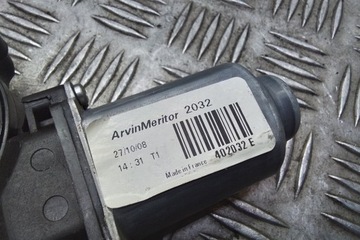 ArvinMeritor 2032
27/10/08
14:31 T1
402032 E
Made in France